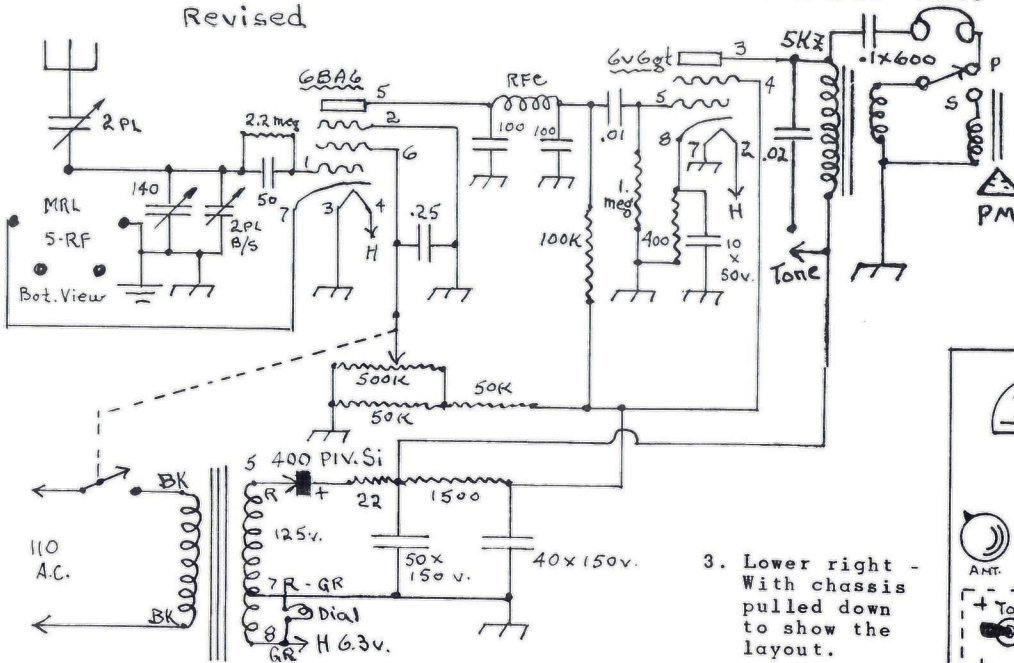 Revised
2 PL
2.2 meg
50
1
140
2PL
B/S
MRL
5-RF
Bot. View
7
6BA6
5
2
6
3
4
H
.25
RFC
100
100
.01
100K
6V6gt
3
4
5
8
7
2
H
1.
meg
400
10
x
50v.
5KZ
.02
Tone
.1x600
P
S
PM
500K
50K
50K
110
A.C.
BK
BK
5
400 PIV. Si
R
+
22
1500
125v.
50x
150 v.
40x150v.
7 R - GR
Dial
8
GR
H 6.3v.
3. Lower right -
With chassis
pulled down
to show the
layout.
ANT.
+ To